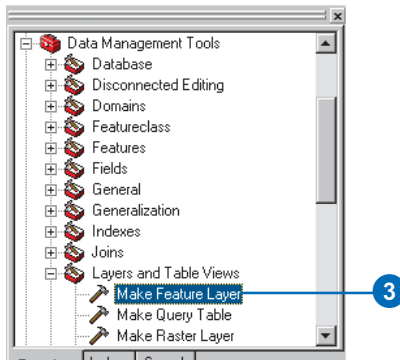 Data Management Tools
Database
Disconnected Editing
Domains
Featureclass
Features
Fields
General
Generalization
Indexes
Joins
Layers and Table Views
Make Feature Layer
3
Make Query Table
Make Raster Layer